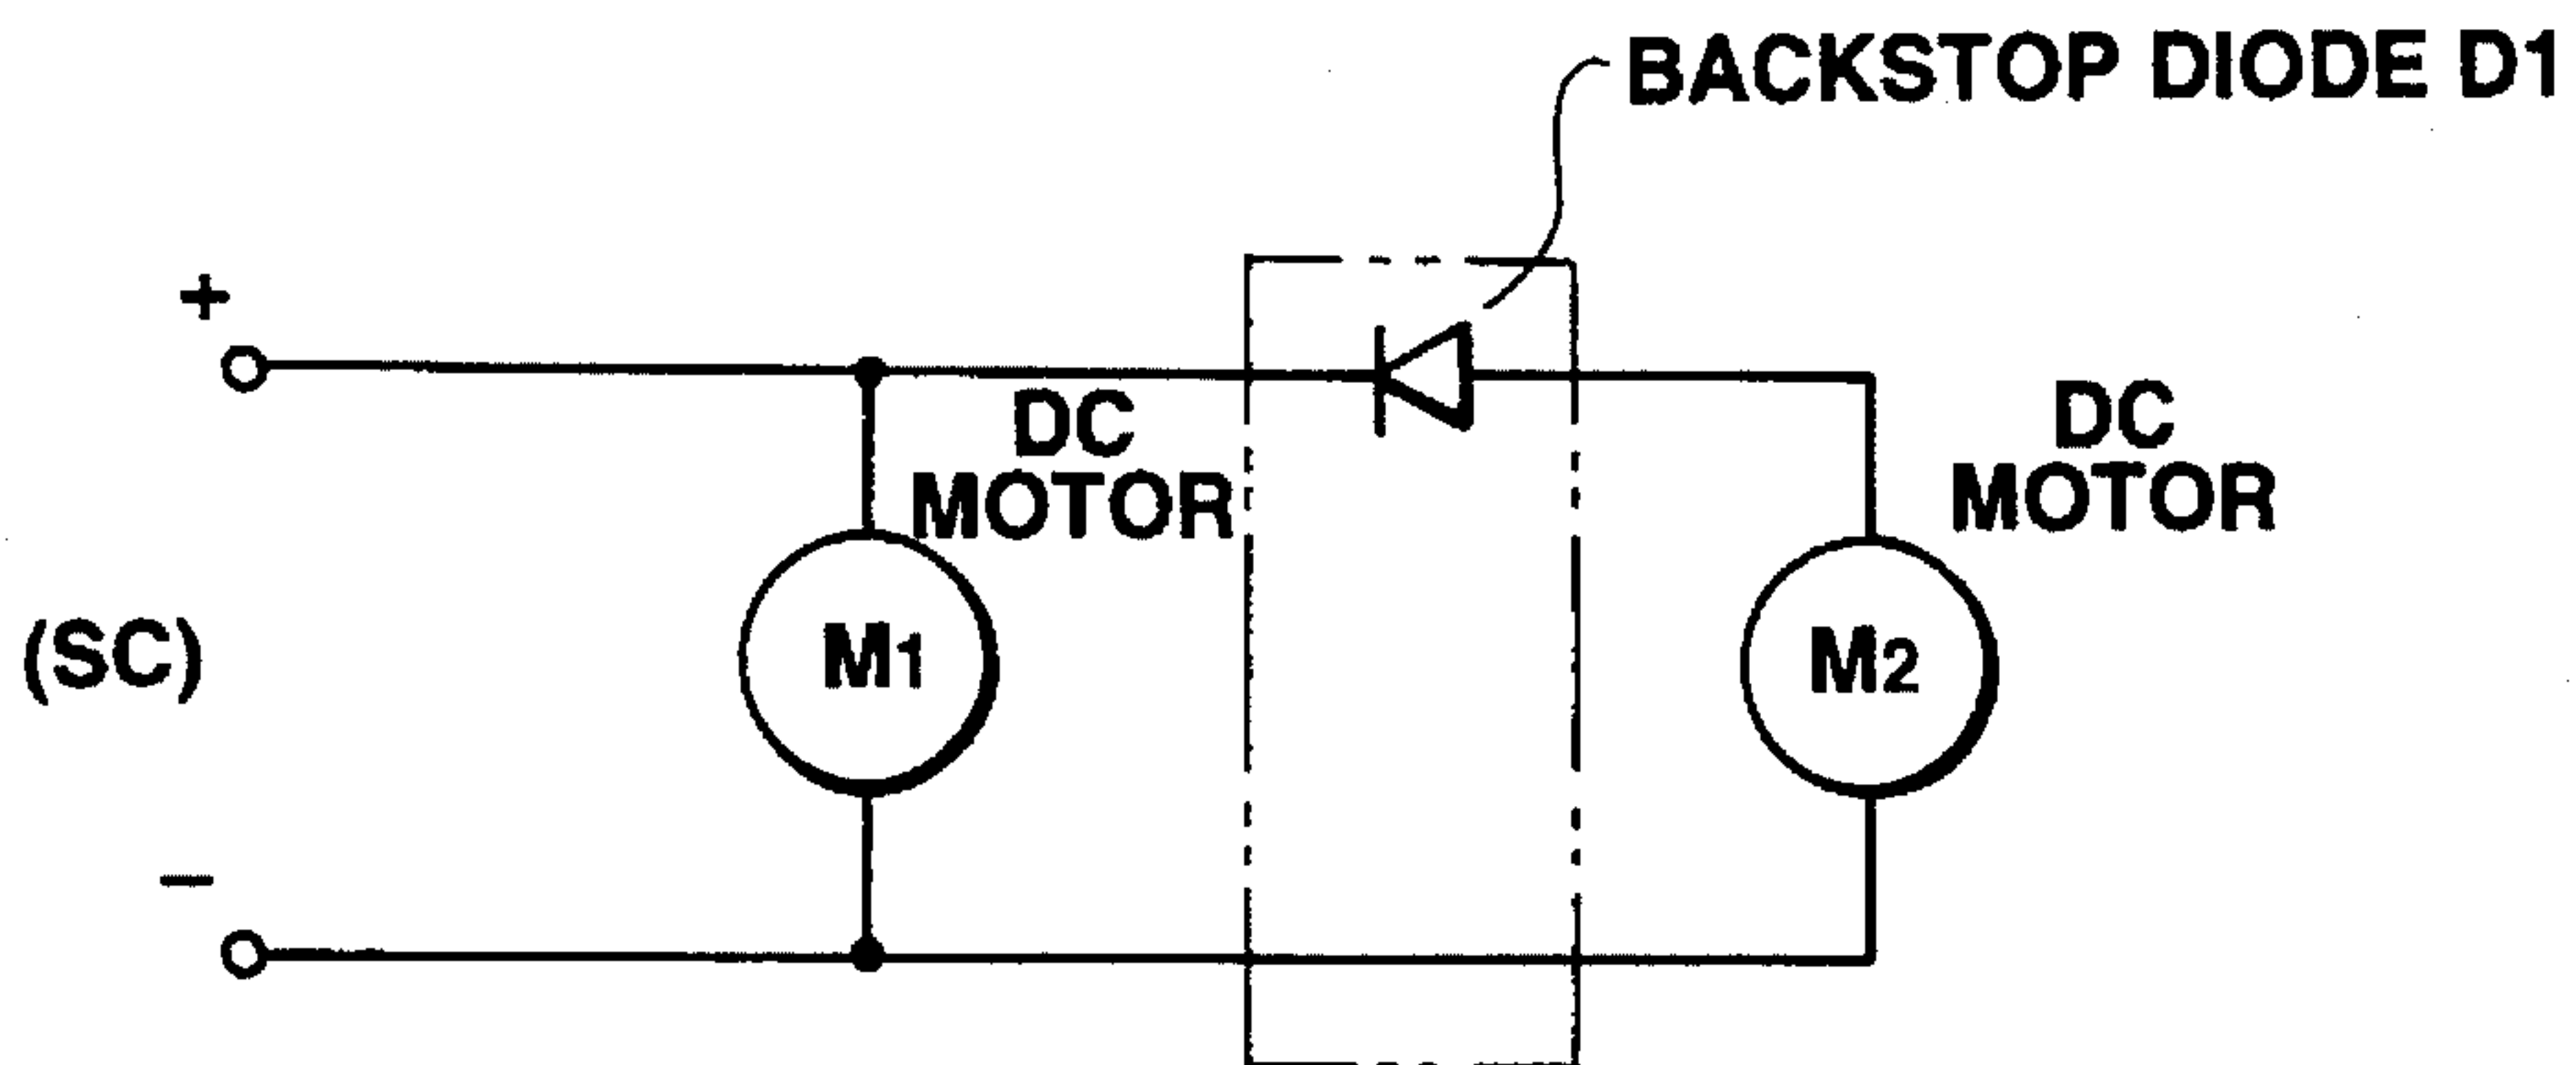 BACKSTOP DIODE D1
+
DC
MOTOR
DC
MOTOR
(SC)
M1
M2
−